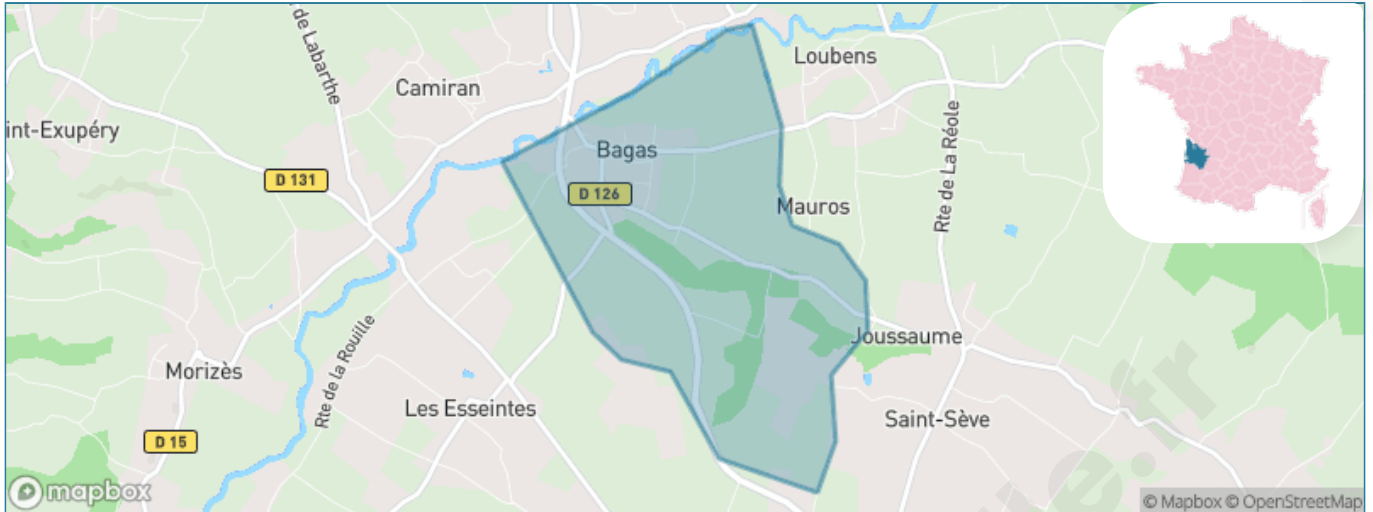 de Labarthe
Loubens
Camiran
int-Exupéry
Bagas
Rte de La Réole
D 131
D 126
Mauros
Rte de la Rouille
Joussaume
Morizès
Les Esseintes
Saint-Sève
D 15
mapbox
© Mapbox © OpenStreetMap